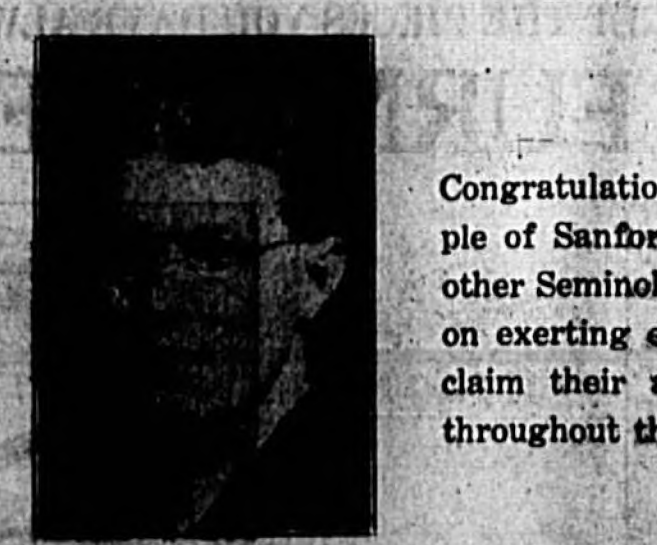 Congratulatio
ple of Sanfor
other Seminol
on exerting e
claim their a
throughout th